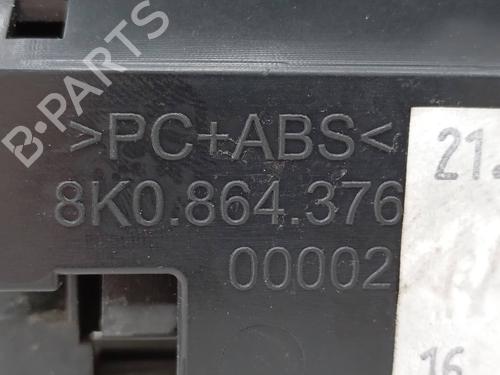 B-PARTS
>PC+ABS<
8K0.864.376
00002
21.
16